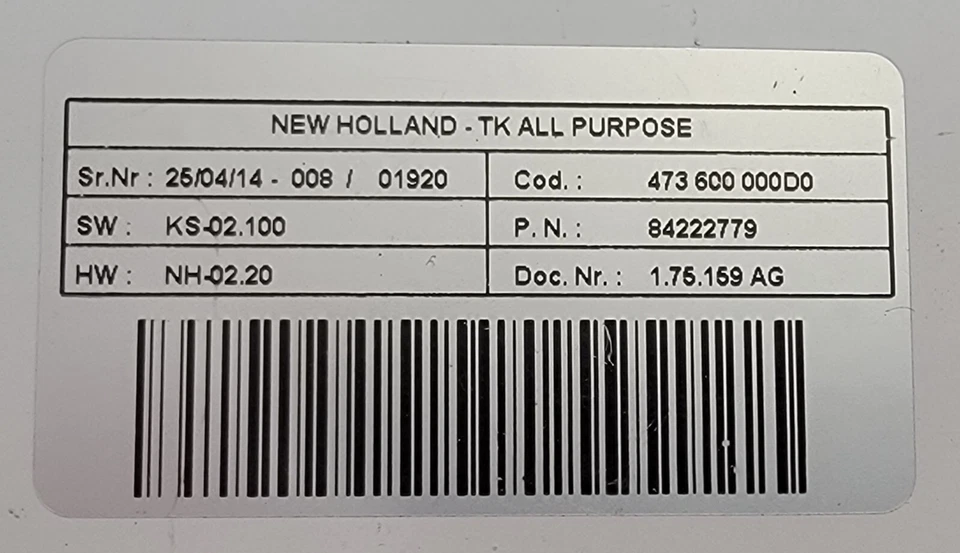 NEW HOLLAND - TK ALL PURPOSE
Sr.Nr : 25/04/14 - 008 / 01920 Cod. : 473 600 000D0
SW : KS-02.100 P. N. : 84222779
HW : NH-02.20 Doc. Nr. : 1.75.159 AG